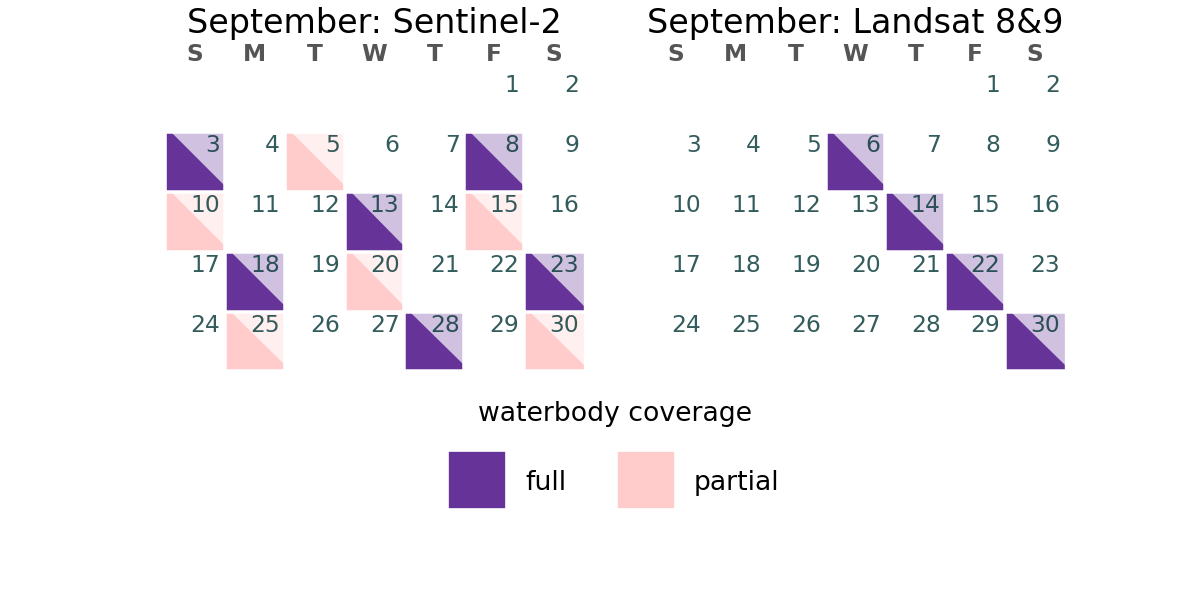 September: Sentinel-2
S M T W T F S
1 2
3 4 5 6 7 8 9
10 11 12 13 14 15 16
17 18 19 20 21 22 23
24 25 26 27 28 29 30
September: Landsat 8&9
S M T W T F S
1 2
3 4 5 6 7 8 9
10 11 12 13 14 15 16
17 18 19 20 21 22 23
24 25 26 27 28 29 30
waterbody coverage
full partial